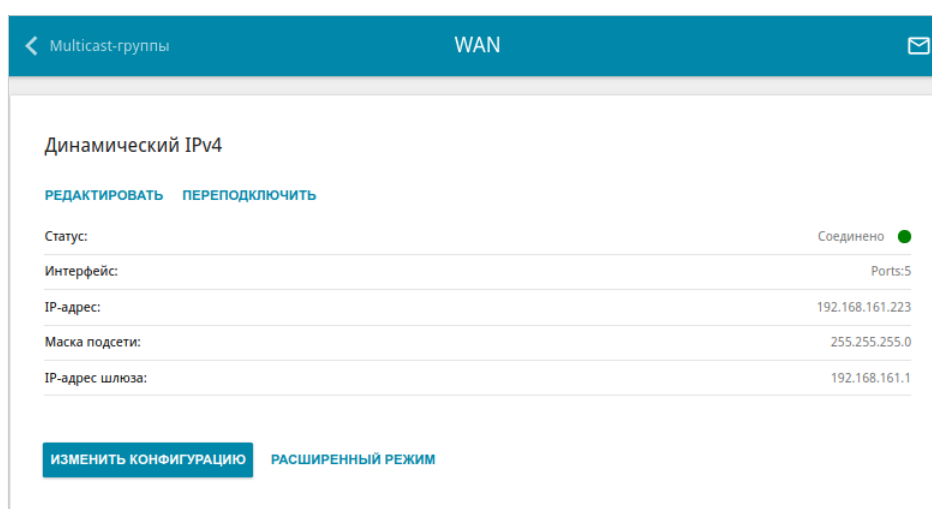 Multicast-группы
WAN
Динамический IPv4
РЕДАКТИРОВАТЬ ПЕРЕПОДКЛЮЧИТЬ
Статус: Соединено
Интерфейс: Ports:5
IP-адрес: 192.168.161.223
Маска подсети: 255.255.255.0
IP-адрес шлюза: 192.168.161.1
ИЗМЕНИТЬ КОНФИГУРАЦИЮ РАСШИРЕННЫЙ РЕЖИМ